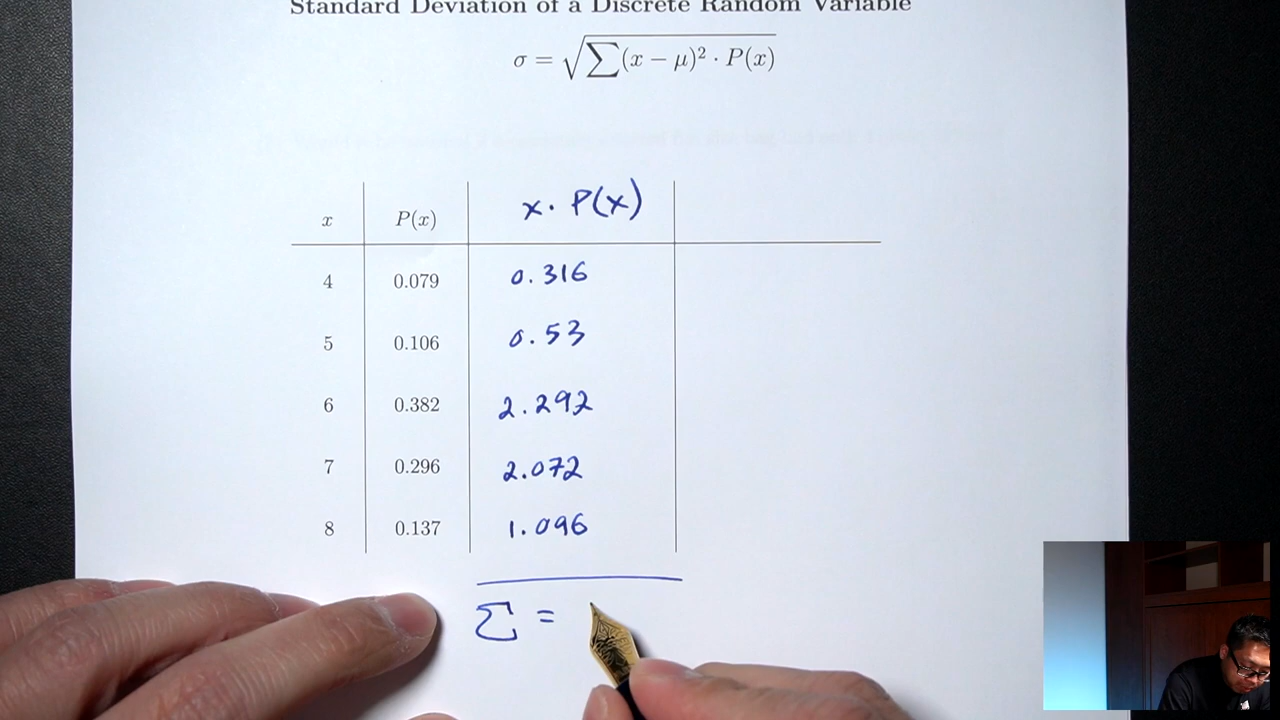 Standard Deviation of a Discrete Random Variable
σ = √∑(x − μ)² · P(x)
x P(x) x · P(x)
4 0.079 0.316
5 0.106 0.53
6 0.382 2.292
7 0.296 2.072
8 0.137 1.096
∑ =